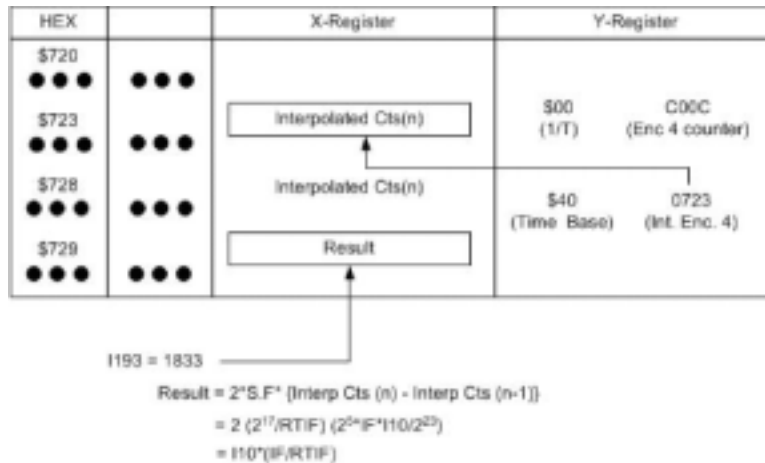 HEX X-Register Y-Register
$720
$723 Interpolated Cts(n) $00 C00C
(1/T) (Enc 4 counter)
$728 Interpolated Cts(n) $40 0723
(Time Base) (Int. Enc. 4)
$729 Result
I193 = 1833
Result = 2*S.F* {Interp Cts (n) - Interp Cts (n-1)}
= 2 (2¹⁷/RTIF) (2⁵*IF*I10/2²³)
= I10*(IF/RTIF)